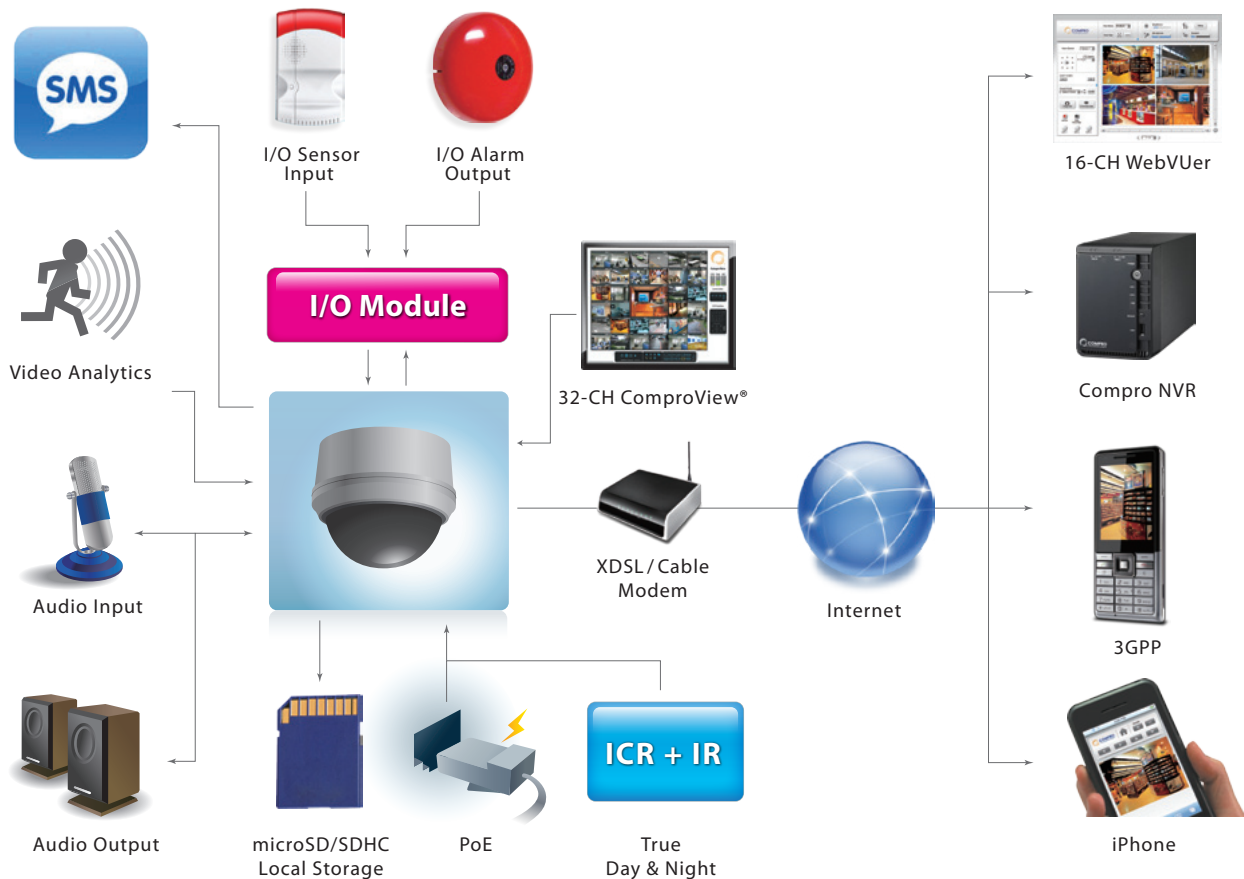 SMS
I/O Sensor
Input
I/O Alarm
Output
16-CH WebVUer
I/O Module
Video Analytics
32-CH ComproView®
COMPRO
Compro NVR
Audio Input
XDSL / Cable
Modem
Internet
3GPP
ICR + IR
Audio Output
microSD/SDHC
Local Storage
PoE
True
Day & Night
iPhone